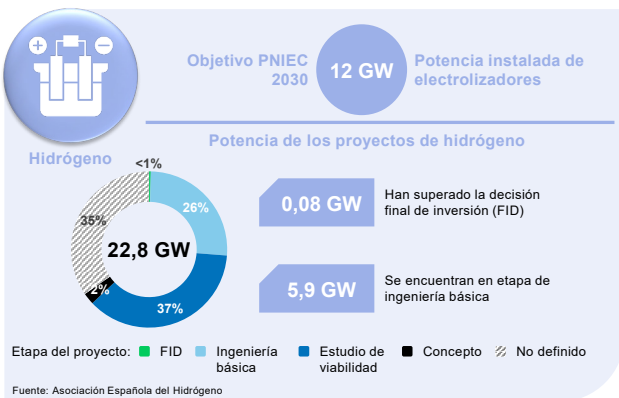 Objetivo PNIEC
2030
12 GW
Potencia instalada de
electrolizadores
Hidrógeno
Potencia de los proyectos de hidrógeno
<1%
26%
35%
22,8 GW
2%
37%
0,08 GW
Han superado la decisión
final de inversión (FID)
5,9 GW
Se encuentran en etapa de
ingeniería básica
Etapa del proyecto:
FID
Ingeniería
básica
Estudio de
viabilidad
Concepto
No definido
Fuente: Asociación Española del Hidrógeno